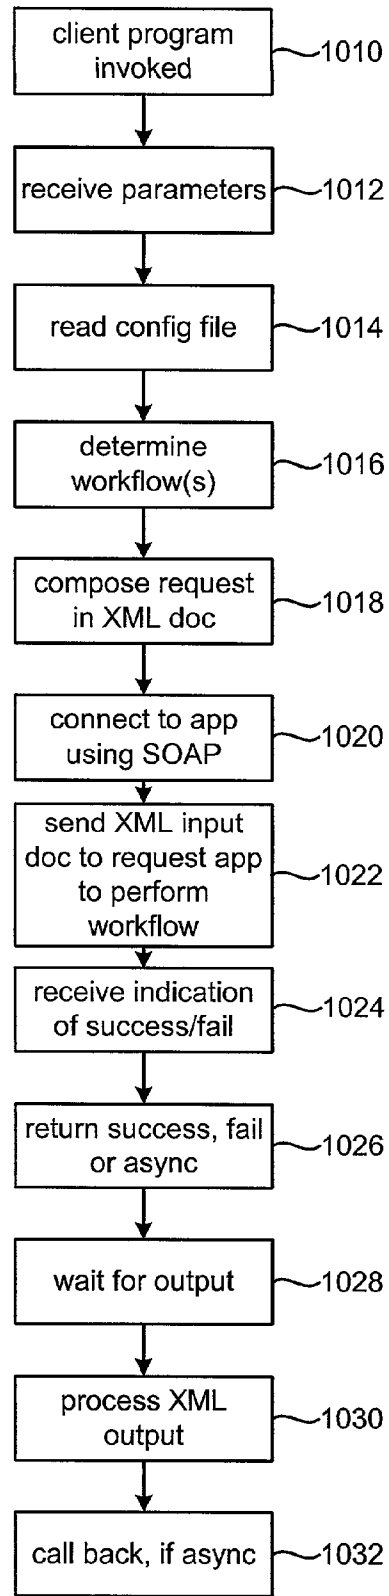 client program
invoked
1010
receive parameters
1012
read config file
1014
determine
workflow(s)
1016
compose request
in XML doc
1018
connect to app
using SOAP
1020
send XML input
doc to request app
to perform
workflow
1022
receive indication
of success/fail
1024
return success, fail
or async
1026
wait for output
1028
process XML
output
1030
call back, if async
1032